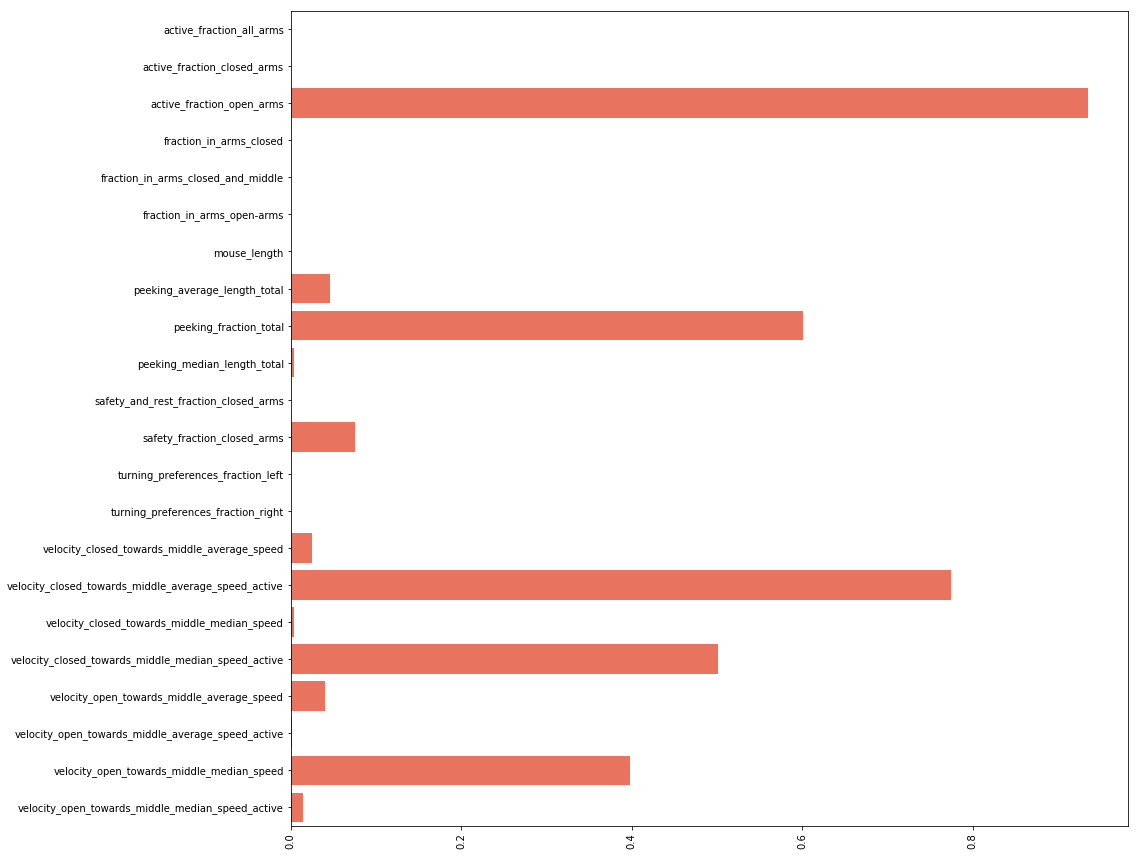 active_fraction_all_arms
active_fraction_closed_arms
active_fraction_open_arms
fraction_in_arms_closed
fraction_in_arms_closed_and_middle
fraction_in_arms_open-arms
mouse_length
peeking_average_length_total
peeking_fraction_total
peeking_median_length_total
safety_and_rest_fraction_closed_arms
safety_fraction_closed_arms
turning_preferences_fraction_left
turning_preferences_fraction_right
velocity_closed_towards_middle_average_speed
velocity_closed_towards_middle_average_speed_active
velocity_closed_towards_middle_median_speed
velocity_closed_towards_middle_median_speed_active
velocity_open_towards_middle_average_speed
velocity_open_towards_middle_average_speed_active
velocity_open_towards_middle_median_speed
velocity_open_towards_middle_median_speed_active
0.0
0.2
0.4
0.6
0.8